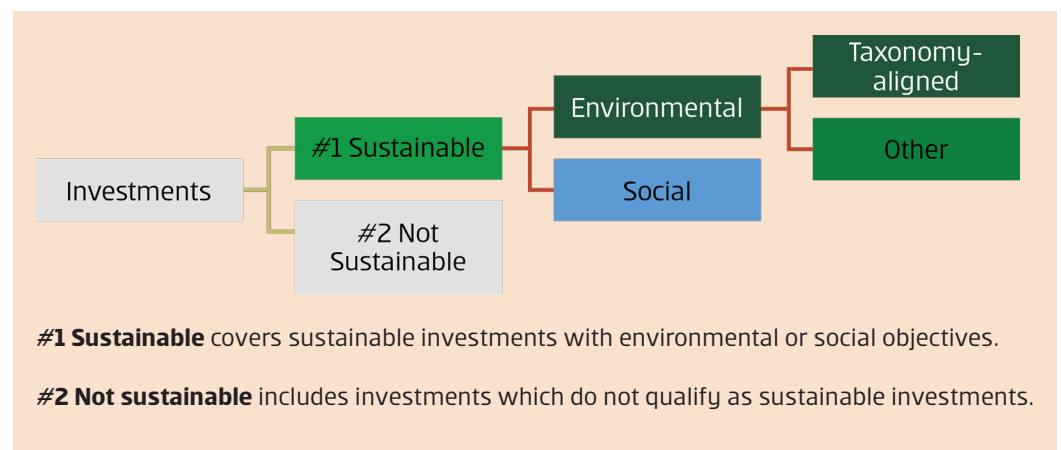 Investments
#1 Sustainable
#2 Not
Sustainable
Environmental
Social
Taxonomy-
aligned
Other
#1 Sustainable covers sustainable investments with environmental or social objectives.
#2 Not sustainable includes investments which do not qualify as sustainable investments.